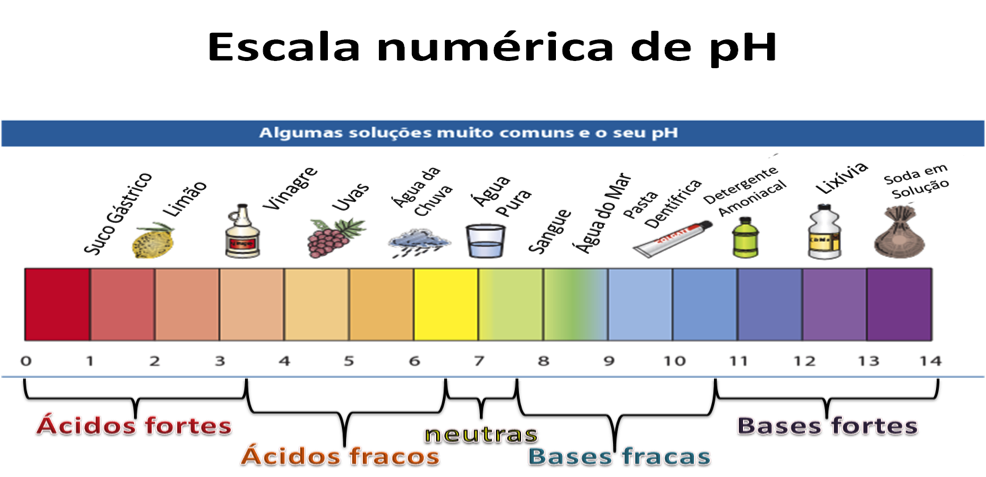 Escala numérica de pH
Algumas soluções muito comuns e o seu pH
Suco Gástrico
Limão
Vinagre
Uvas
Água da
Chuva
Água
Pura
Sangue
Água do Mar
Pasta
Dentífrica
Detergente
Amoniacal
Lixívia
Soda em
Solução
COLGATE
0 1 2 3 4 5 6 7 8 9 10 11 12 13 14
Ácidos fortes
Ácidos fracos
neutras
Bases fracas
Bases fortes